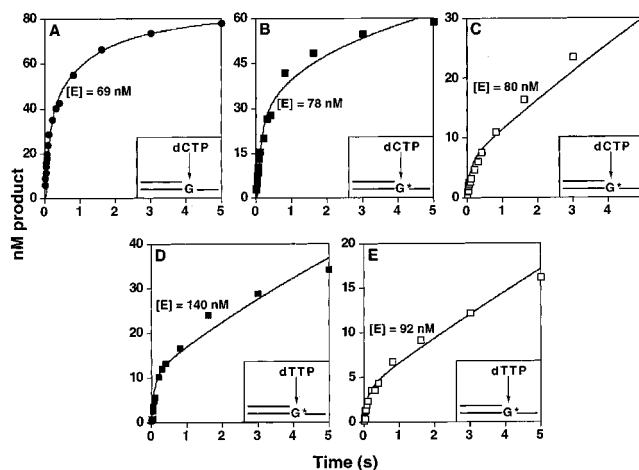 A
[E] = 69 nM
dCTP
G
80
60
40
20
0
0 1 2 3 4 5
B
[E] = 78 nM
dCTP
G*
60
45
30
15
0
0 1 2 3 4 5
C
[E] = 80 nM
dCTP
G*
30
20
10
0
0 1 2 3 4
nM product
D
[E] = 140 nM
dTTP
G*
40
30
20
10
0
0 1 2 3 4 5
E
[E] = 92 nM
dTTP
G*
20
15
10
5
0
0 1 2 3 4 5
Time (s)